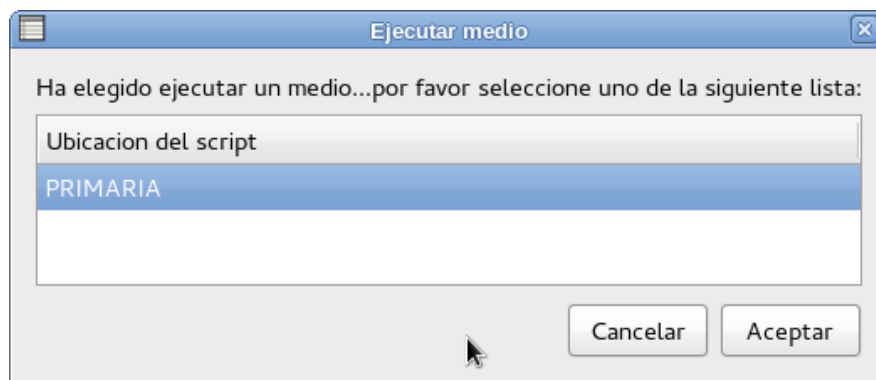 Ejecutar medio
Ha elegido ejecutar un medio...por favor seleccione uno de la siguiente lista:
Ubicacion del script
PRIMARIA
Cancelar Aceptar